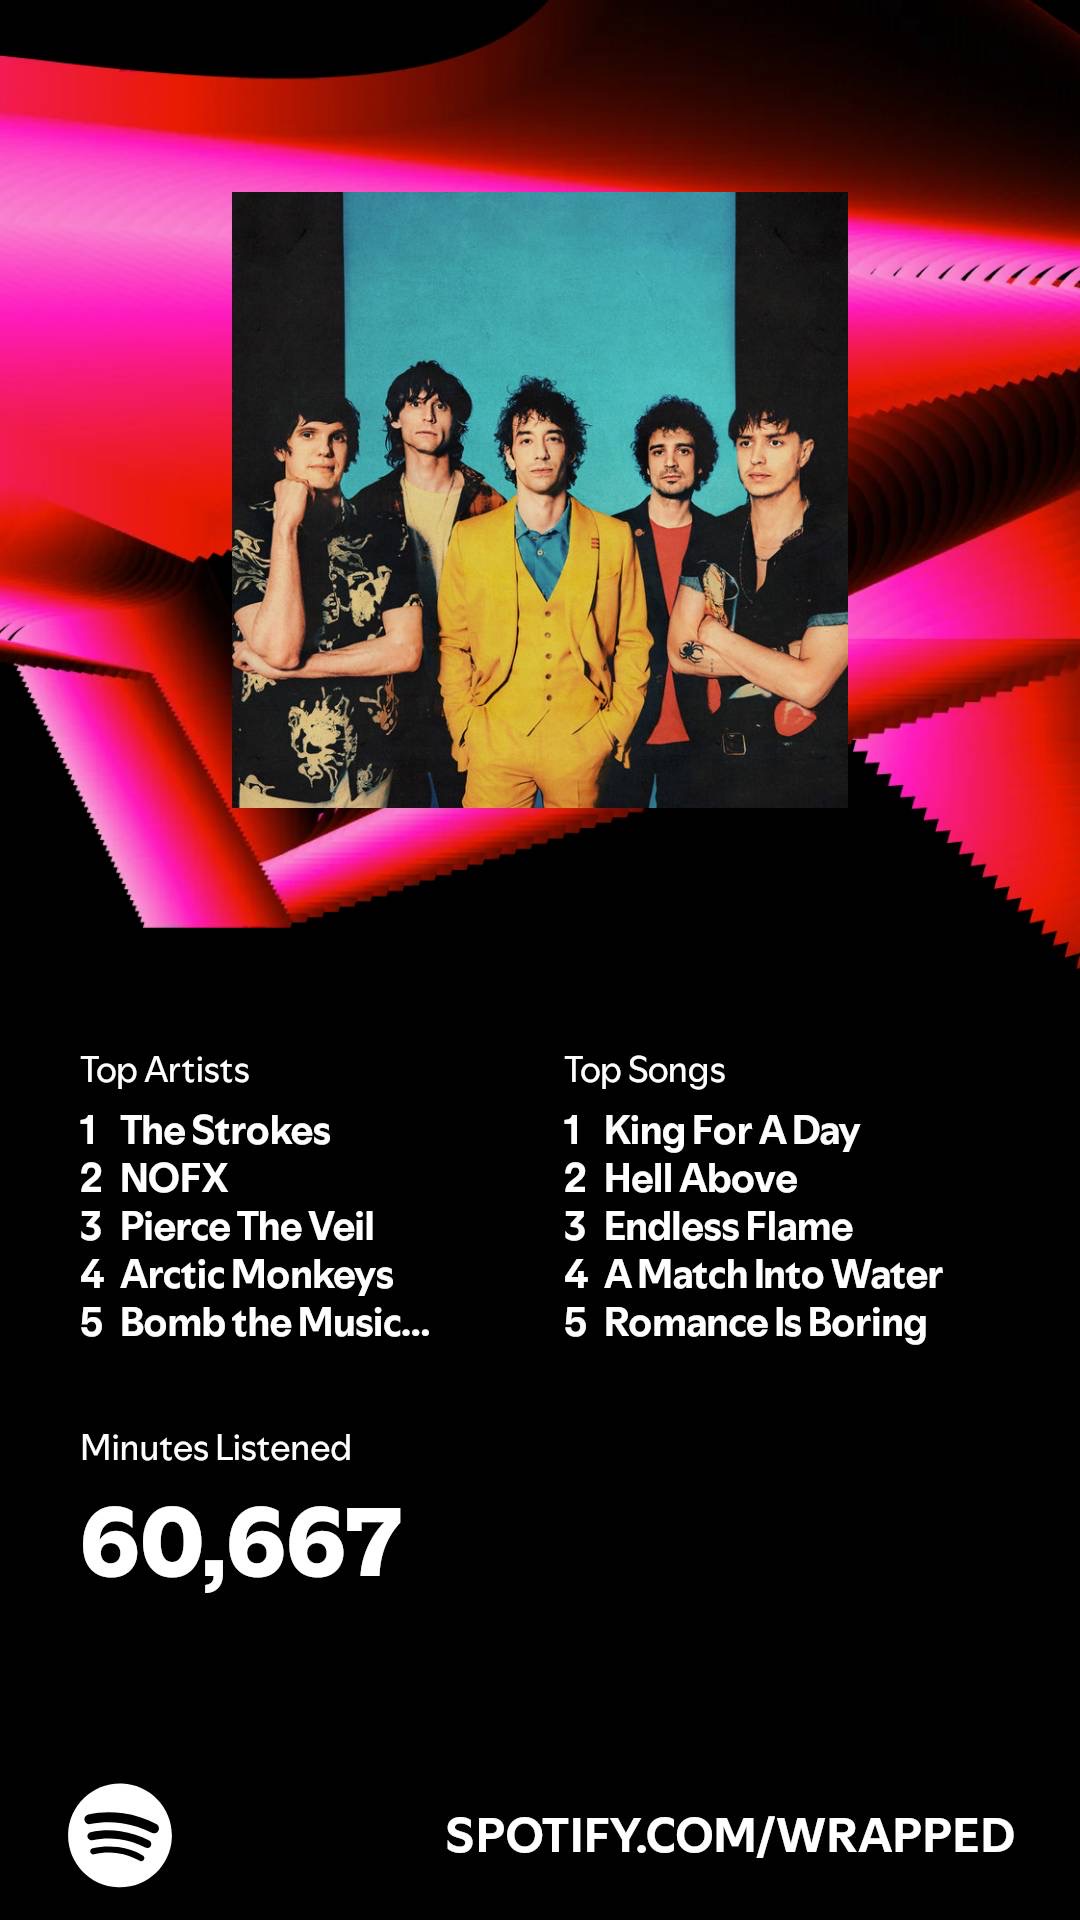 Top Artists
1 The Strokes
2 NOFX
3 Pierce The Veil
4 Arctic Monkeys
5 Bomb the Music...
Top Songs
1 King For A Day
2 Hell Above
3 Endless Flame
4 A Match Into Water
5 Romance Is Boring
Minutes Listened
60,667
SPOTIFY.COM/WRAPPED